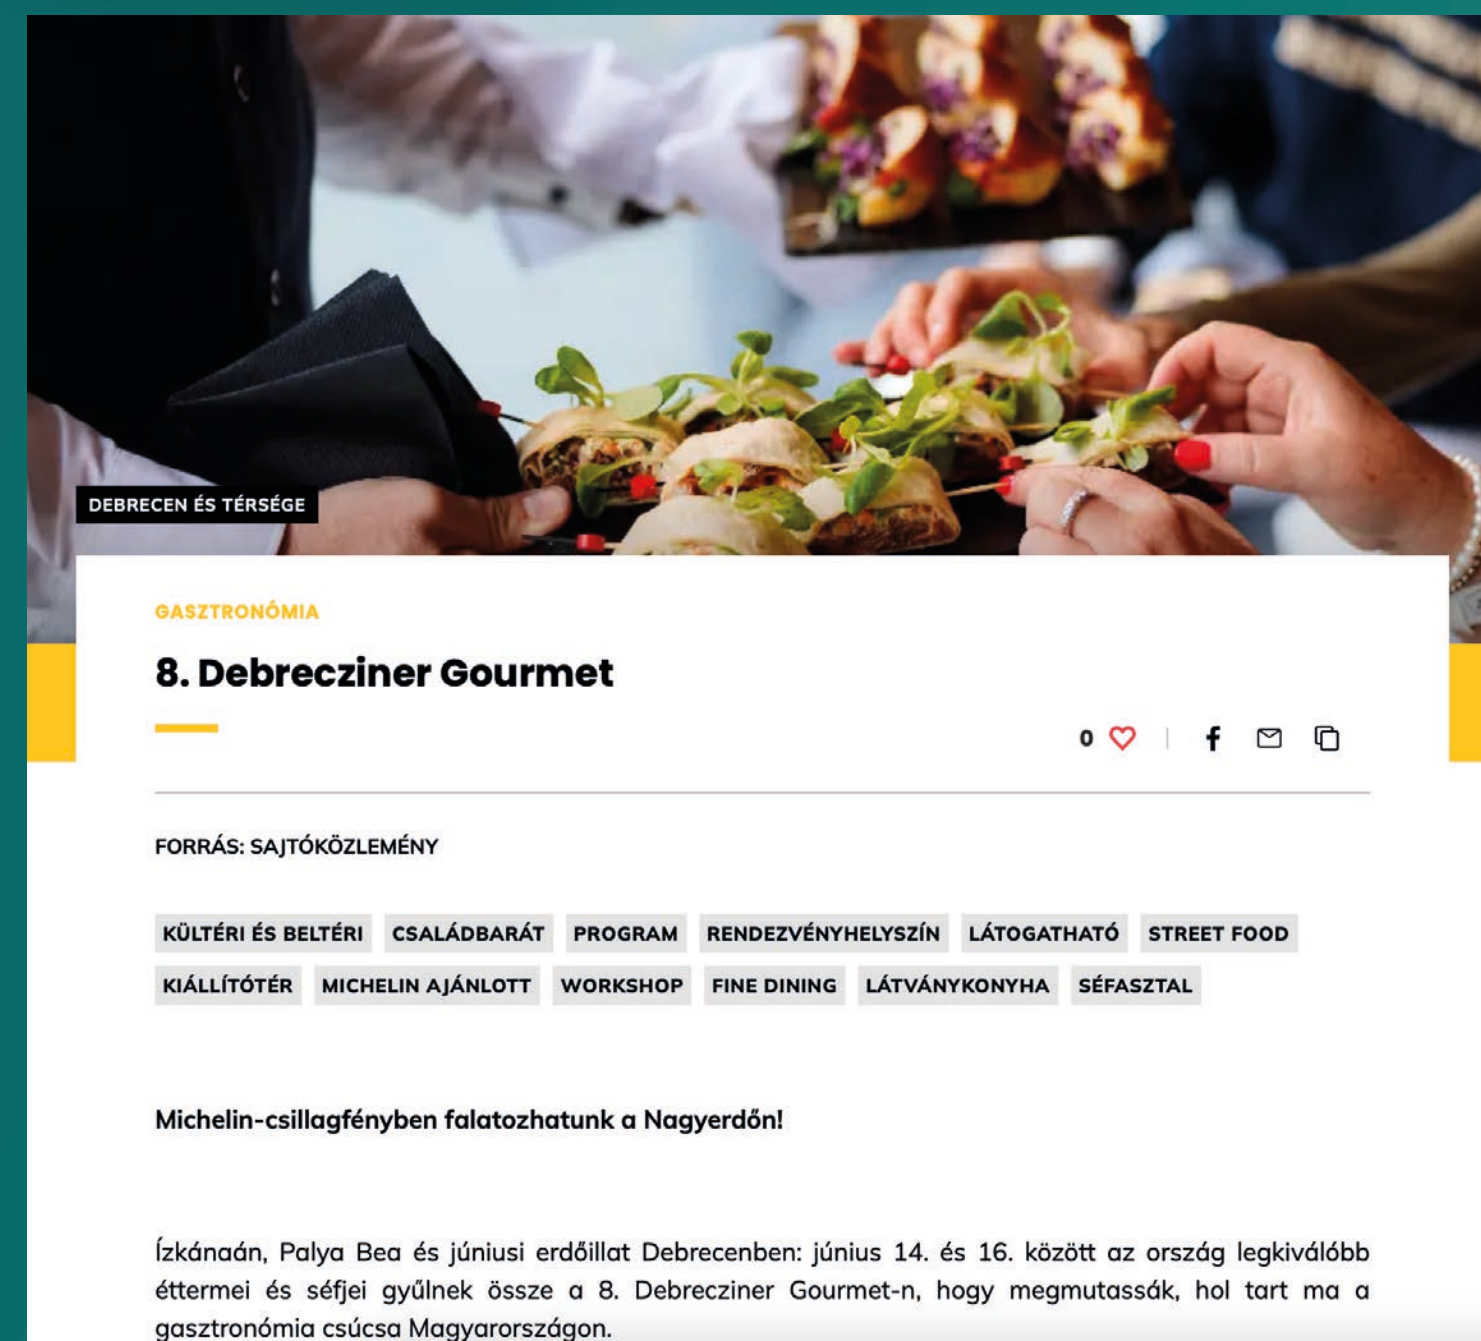 DEBRECEN ÉS TÉRSÉGE
GASZTRONÓMIA
8. Debrecziner Gourmet
0
FORRÁS: SAJTÓKÖZLEMÉNY
KÜLTÉRI ÉS BELTÉRI CSALÁDBARÁT PROGRAM RENDEZVÉNYHELYSZÍN LÁTOGATHATÓ STREET FOOD
KIÁLLÍTÓTÉR MICHELIN AJÁNLOTT WORKSHOP FINE DINING LÁTVÁNYKONYHA SÉFASZTAL
Michelin-csillagfényben falatozhatunk a Nagyerdőn!
Ízkánaán, Palya Bea és júniusi erdőillat Debrecenben: június 14. és 16. között az ország legkiválóbb
éttermei és séfjei gyűlnek össze a 8. Debrecziner Gourmet-n, hogy megmutassák, hol tart ma a
gasztronómia csúcsa Magyarországon.